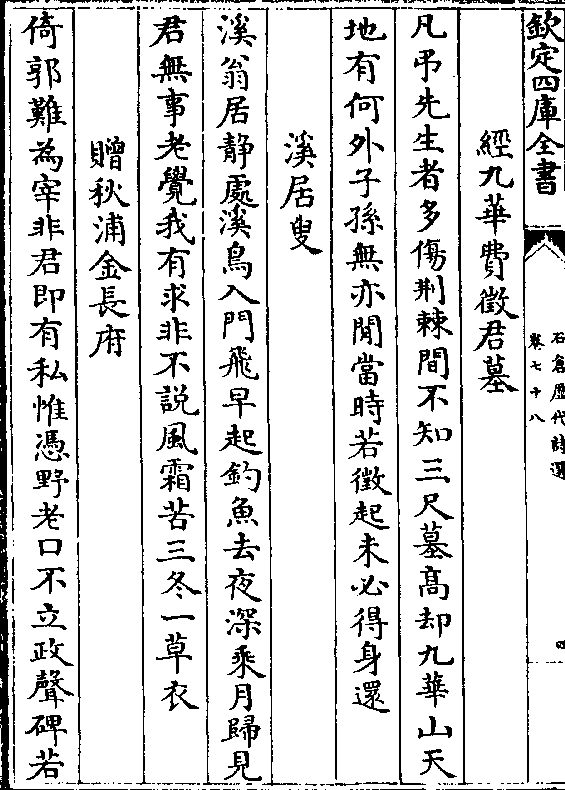 欽定四庫全書
石倉歷代詩選
卷七十八
四
經九華費徵君墓
凡弔先生者多傷荆棘間不知三尺墓髙却九華山天
地有何外子孫無亦閒當時若徵起未必得身還
溪居叟
溪翁居静處溪鳥入門飛早起釣魚去夜深乘月歸見
君無事老覺我有求非不説風霜苦三冬一草衣
贈秋浦金長府
倚郭難為宰非君即有私惟憑野老口不立政聲碑若